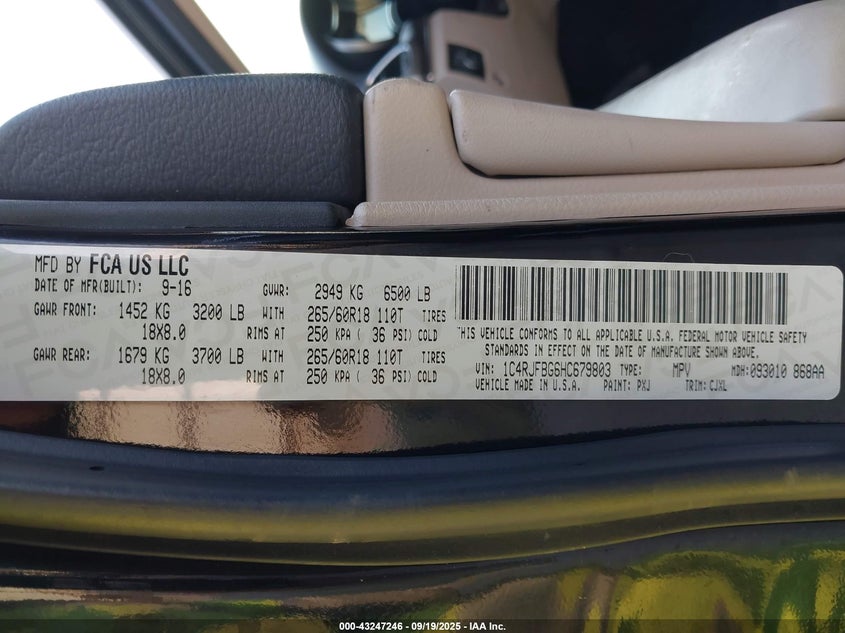 MFD BY FCA US LLC
DATE OF MFR(BUILT): 9-16 GVWR: 2949 KG 6500 LB
GAWR FRONT: 1452 KG 3200 LB WITH 265/60R18 110T TIRES
18X8.0 RIMS AT 250 KPA ( 36 PSI) COLD
GAWR REAR: 1679 KG 3700 LB WITH 265/60R18 110T TIRES
18X8.0 RIMS AT 250 KPA ( 36 PSI) COLD
THIS VEHICLE CONFORMS TO ALL APPLICABLE U.S.A. FEDERAL MOTOR VEHICLE SAFETY
STANDARDS IN EFFECT ON THE DATE OF MANUFACTURE SHOWN ABOVE.
VIN: 1C4RJFBG6HC679803 TYPE: MPV MDH:093010 868AA
VEHICLE MADE IN U.S.A. PAINT: PXJ TRIM: CJXL
000-43247246 - 09/19/2025 - IAA Inc.